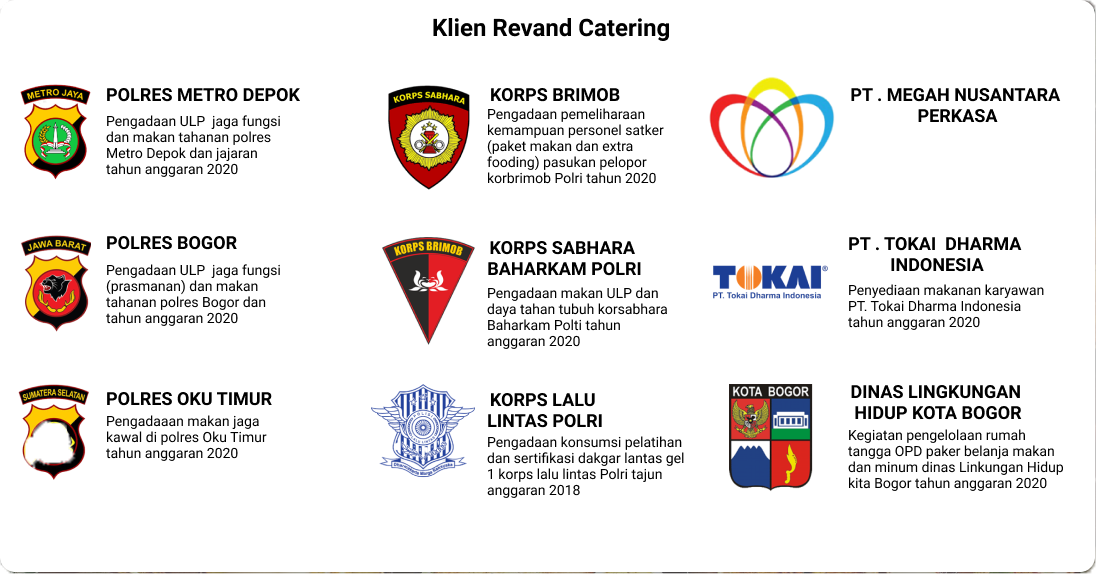 Klien Revand Catering
METRO JAYA
POLRES METRO DEPOK
Pengadaan ULP  jaga fungsi
dan makan tahanan polres
Metro Depok dan jajaran
tahun anggaran 2020
KORPS SABHARA
KORPS BRIMOB
Pengadaan pemeliharaan
kemampuan personel satker
(paket makan dan extra
fooding) pasukan pelopor
korbrimob Polri tahun 2020
PT . MEGAH NUSANTARA
PERKASA
JAWA BARAT
POLRES BOGOR
Pengadaan ULP  jaga fungsi
(prasmanan) dan makan
tahanan polres Bogor dan
tahun anggaran 2020
KORPS BRIMOB
KORPS SABHARA
BAHARKAM POLRI
Pengadaan makan ULP dan
daya tahan tubuh korsabhara
Baharkam Polti tahun
anggaran 2020
TOKAI®
PT. Tokai Dharma Indonesia
PT . TOKAI  DHARMA
INDONESIA
Penyediaan makanan karyawan
PT. Tokai Dharma Indonesia
tahun anggaran 2020
SUMATERA SELATAN
POLRES OKU TIMUR
Pengadaaan makan jaga
kawal di polres Oku Timur
tahun anggaran 2020
KORPS LALU
LINTAS POLRI
Pengadaan konsumsi pelatihan
dan sertifikasi dakgar lantas gel
1 korps lalu lintas Polri tajun
anggaran 2018
KOTA BOGOR
DINAS LINGKUNGAN
HIDUP KOTA BOGOR
Kegiatan pengelolaan rumah
tangga OPD paker belanja makan
dan minum dinas Linkungan Hidup
kita Bogor tahun anggaran 2020